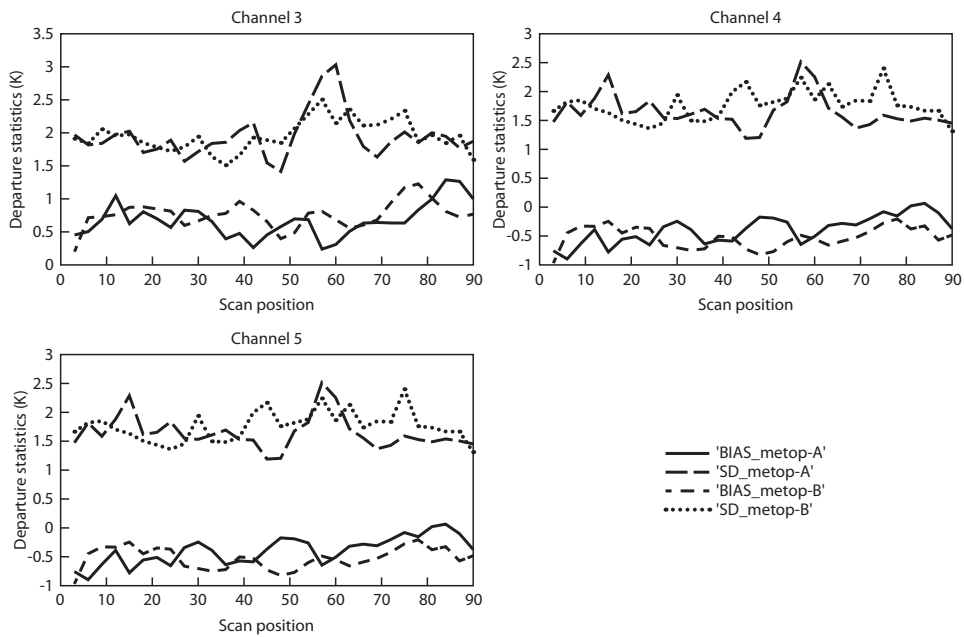 Channel 3
3.5
3
2.5
2
1.5
1
0.5
0
Departure statistics (K)
0 10 20 30 40 50 60 70 80 90
Scan position
Channel 4
3
2.5
2
1.5
1
0.5
0
-0.5
-1
Departure statistics (K)
0 10 20 30 40 50 60 70 80 90
Scan position
Channel 5
3
2.5
2
1.5
1
0.5
0
-0.5
-1
Departure statistics (K)
0 10 20 30 40 50 60 70 80 90
Scan position
'BIAS_metop-A'
'SD_metop-A'
'BIAS_metop-B'
'SD_metop-B'